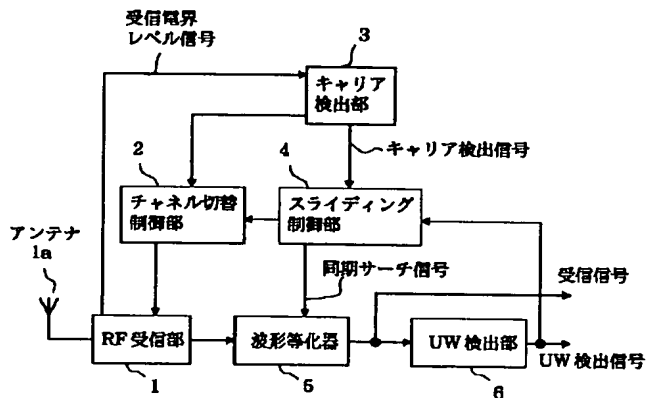 受信電界
レベル信号
3
キャリア
検出部
2
4
キャリア検出信号
チャネル切替
制御部
スライディング
制御部
アンテナ
1a
同期サーチ信号
受信信号
RF受信部
波形等化器
UW検出部
UW検出信号
1
5
6